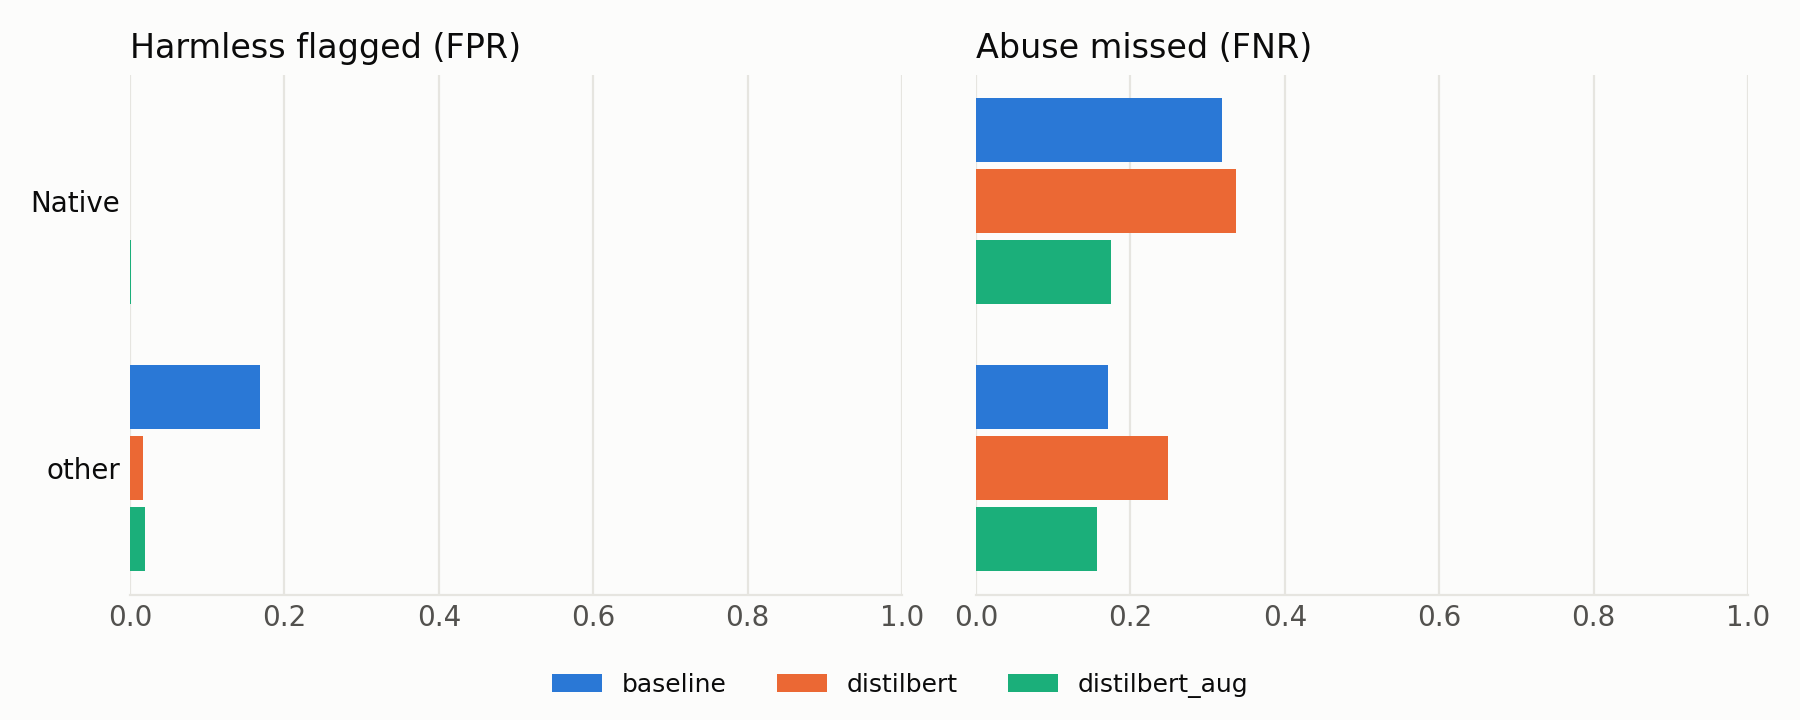 Harmless flagged (FPR)
Abuse missed (FNR)
Native
other
0.0 0.2 0.4 0.6 0.8 1.0
0.0 0.2 0.4 0.6 0.8 1.0
baseline distilbert distilbert_aug